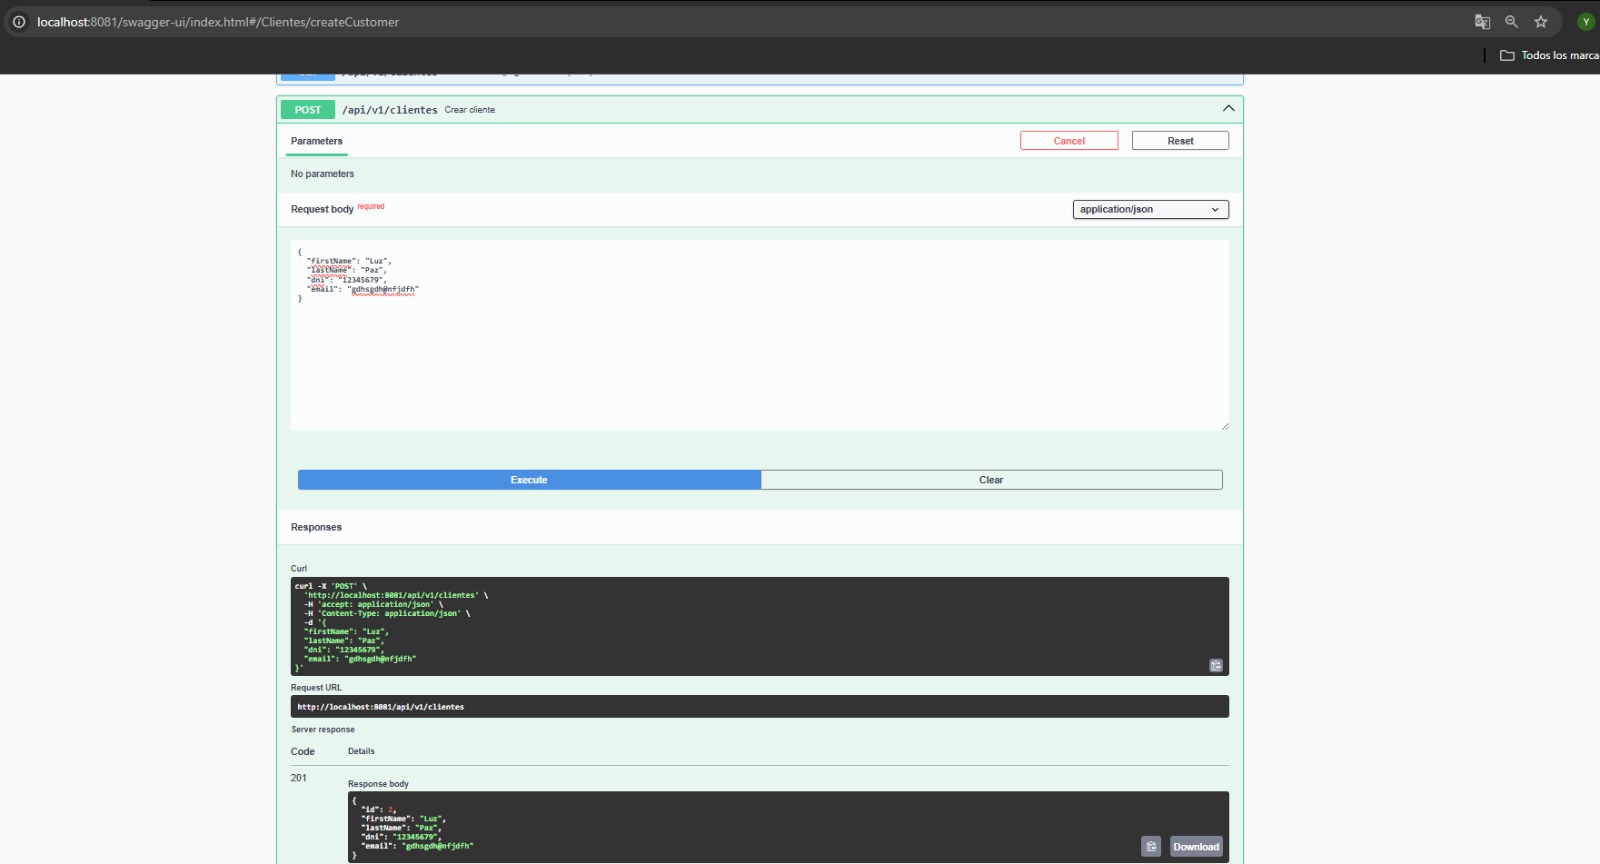 localhost:8081/swagger-ui/index.html#/Clientes/createCustomer
Y
Todos los marca
POST /api/v1/clientes Crear cliente
Parameters
Cancel Reset
No parameters
Request body required
application/json
{
"firstName": "Luz",
"lastName": "Paz",
"dni": "12345679",
"email": "gdhsgdh@nfjdfh"
}
Execute Clear
Responses
Curl
curl -X 'POST' \
'http://localhost:8081/api/v1/clientes' \
-H 'accept: application/json' \
-H 'Content-Type: application/json' \
-d '{
"firstName": "Luz",
"lastName": "Paz",
"dni": "12345679",
"email": "gdhsgdh@nfjdfh"
}'
Request URL
http://localhost:8081/api/v1/clientes
Server response
Code Details
201
Response body
{
"id": 2,
"firstName": "Luz",
"lastName": "Paz",
"dni": "12345679",
"email": "gdhsgdh@nfjdfh"
}
Download